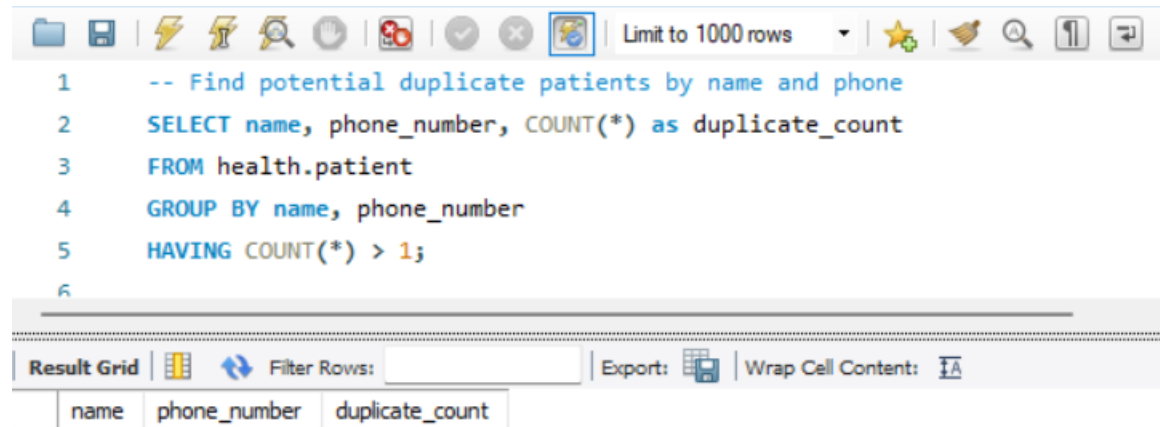 Limit to 1000 rows
1 -- Find potential duplicate patients by name and phone
2 SELECT name, phone_number, COUNT(*) as duplicate_count
3 FROM health.patient
4 GROUP BY name, phone_number
5 HAVING COUNT(*) > 1;
6
Result Grid Filter Rows: Export: Wrap Cell Content: IA
name phone_number duplicate_count